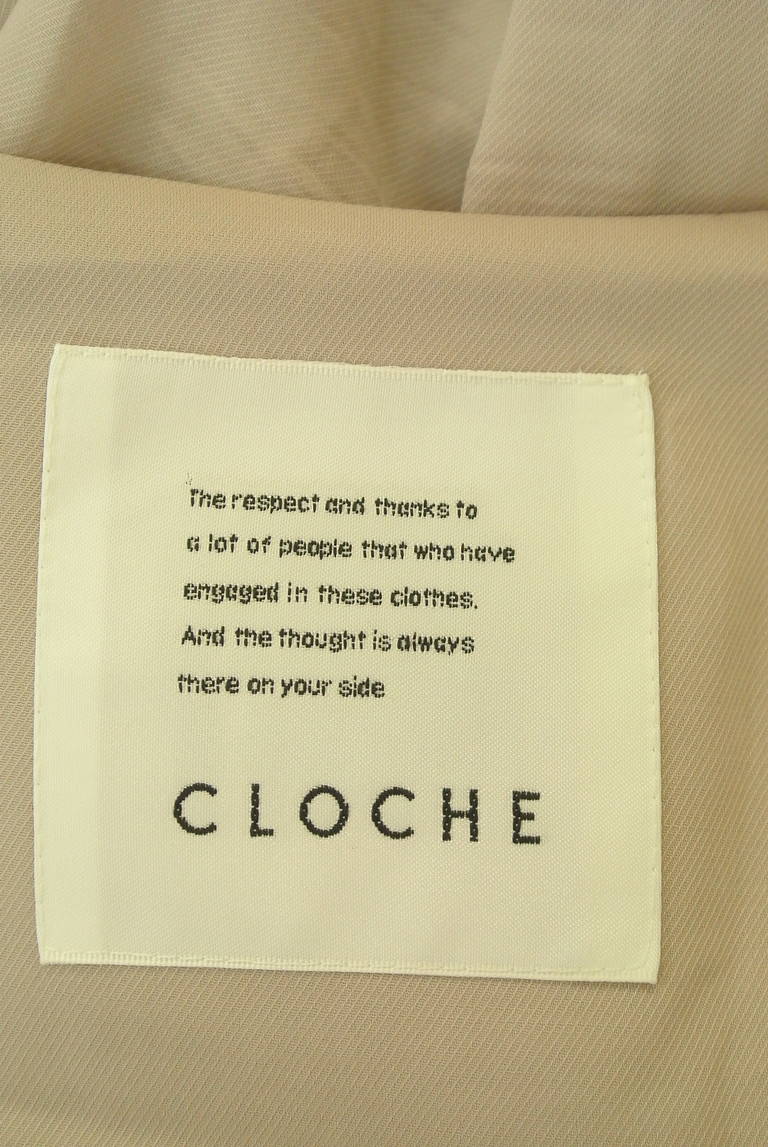 The respect and thanks to
a lot of people that who have
engaged in these clothes.
And the thought is always
there on your side
CLOCHE